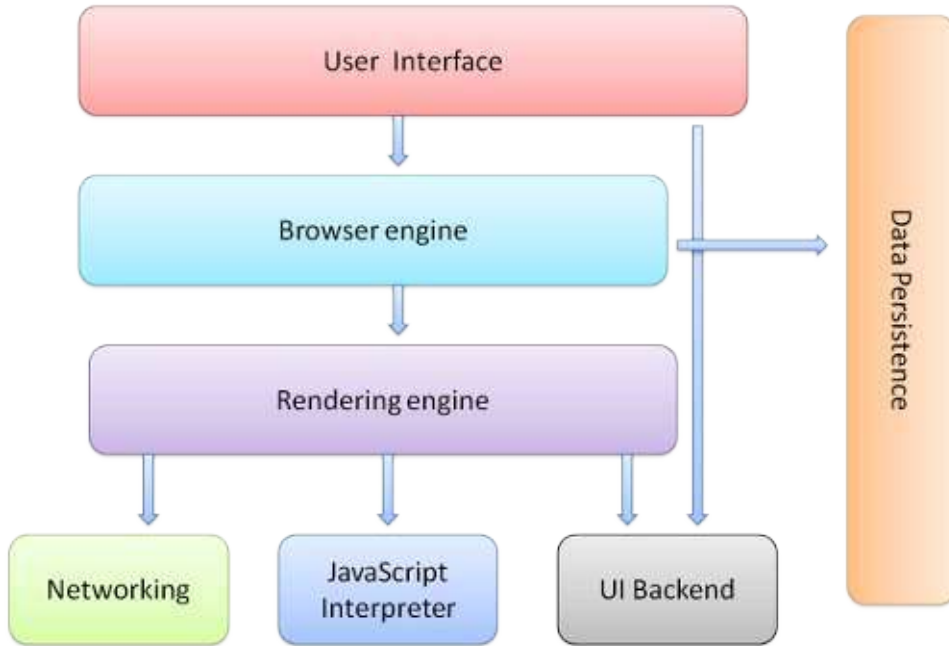 User Interface
Browser engine
Rendering engine
Networking
JavaScript
Interpreter
UI Backend
Data Persistence